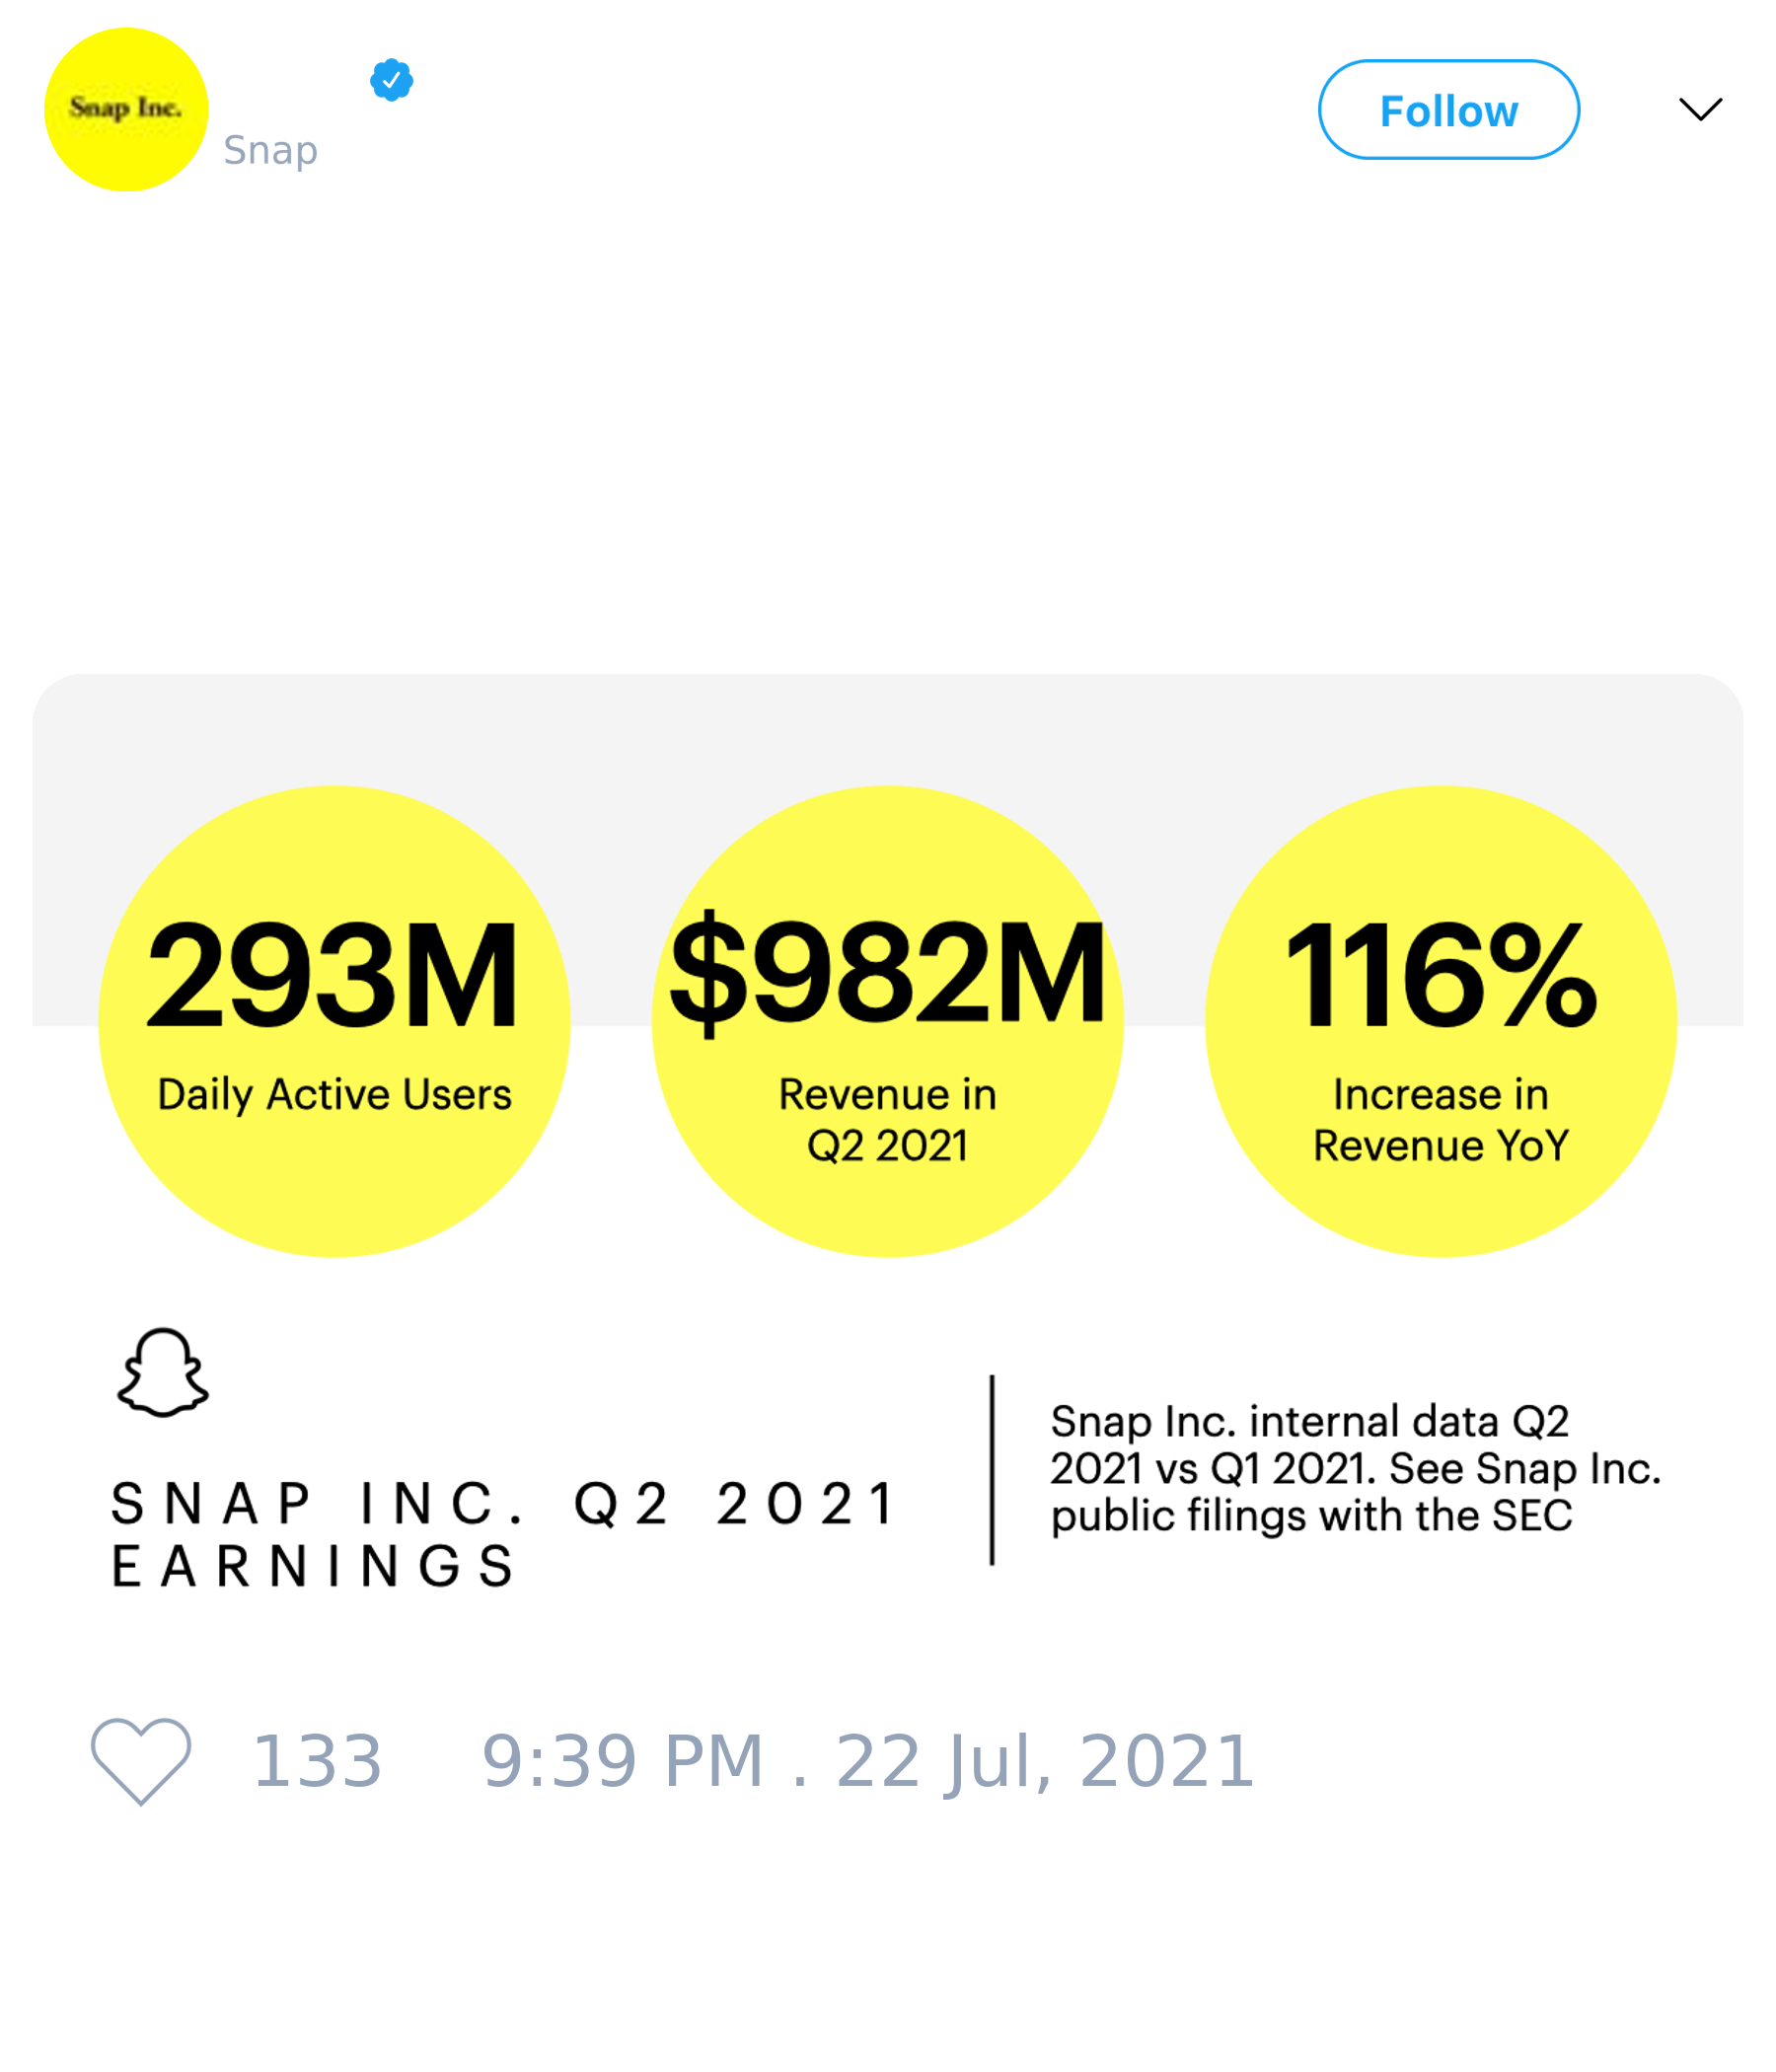 Snap Inc.
Snap
Follow
293M
Daily Active Users
$982M
Revenue in
Q2 2021
116%
Increase in
Revenue YoY
SNAP INC. Q2 2021
EARNINGS
Snap Inc. internal data Q2
2021 vs Q1 2021. See Snap Inc.
public filings with the SEC
133 9:39 PM . 22 Jul, 2021